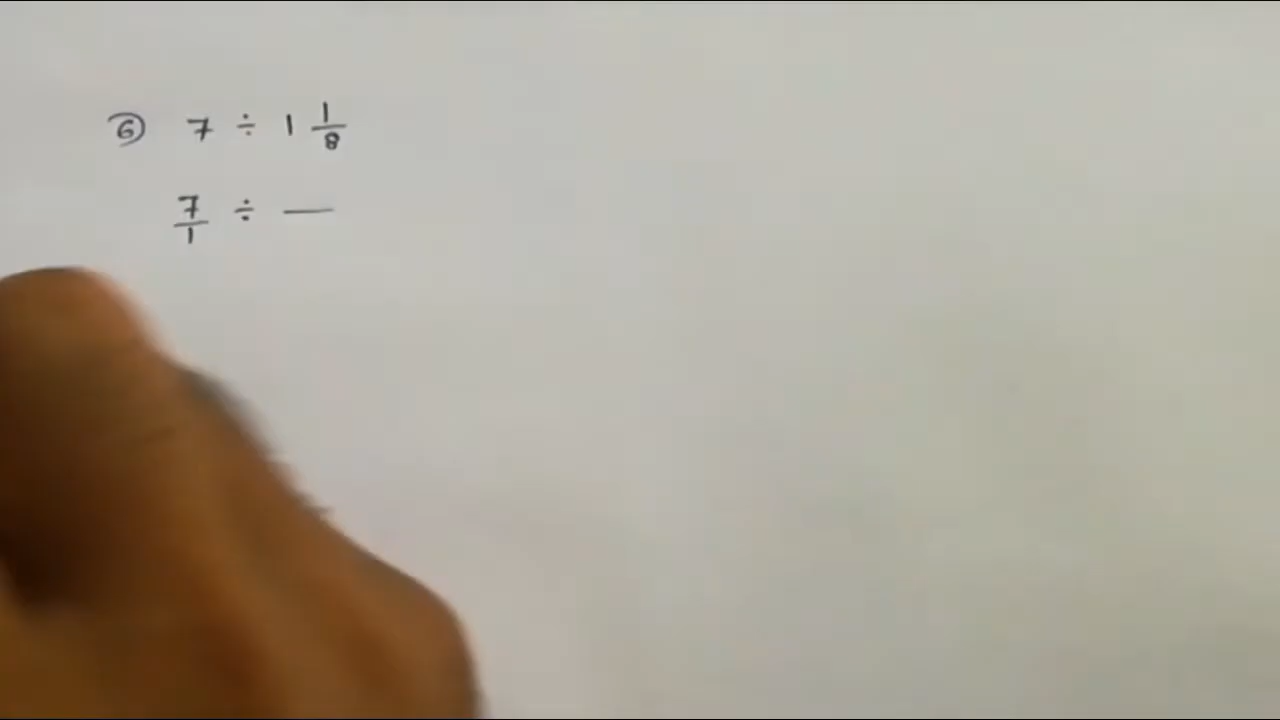 ⑥ 7 ÷ 1 1/8
7/1 ÷ —